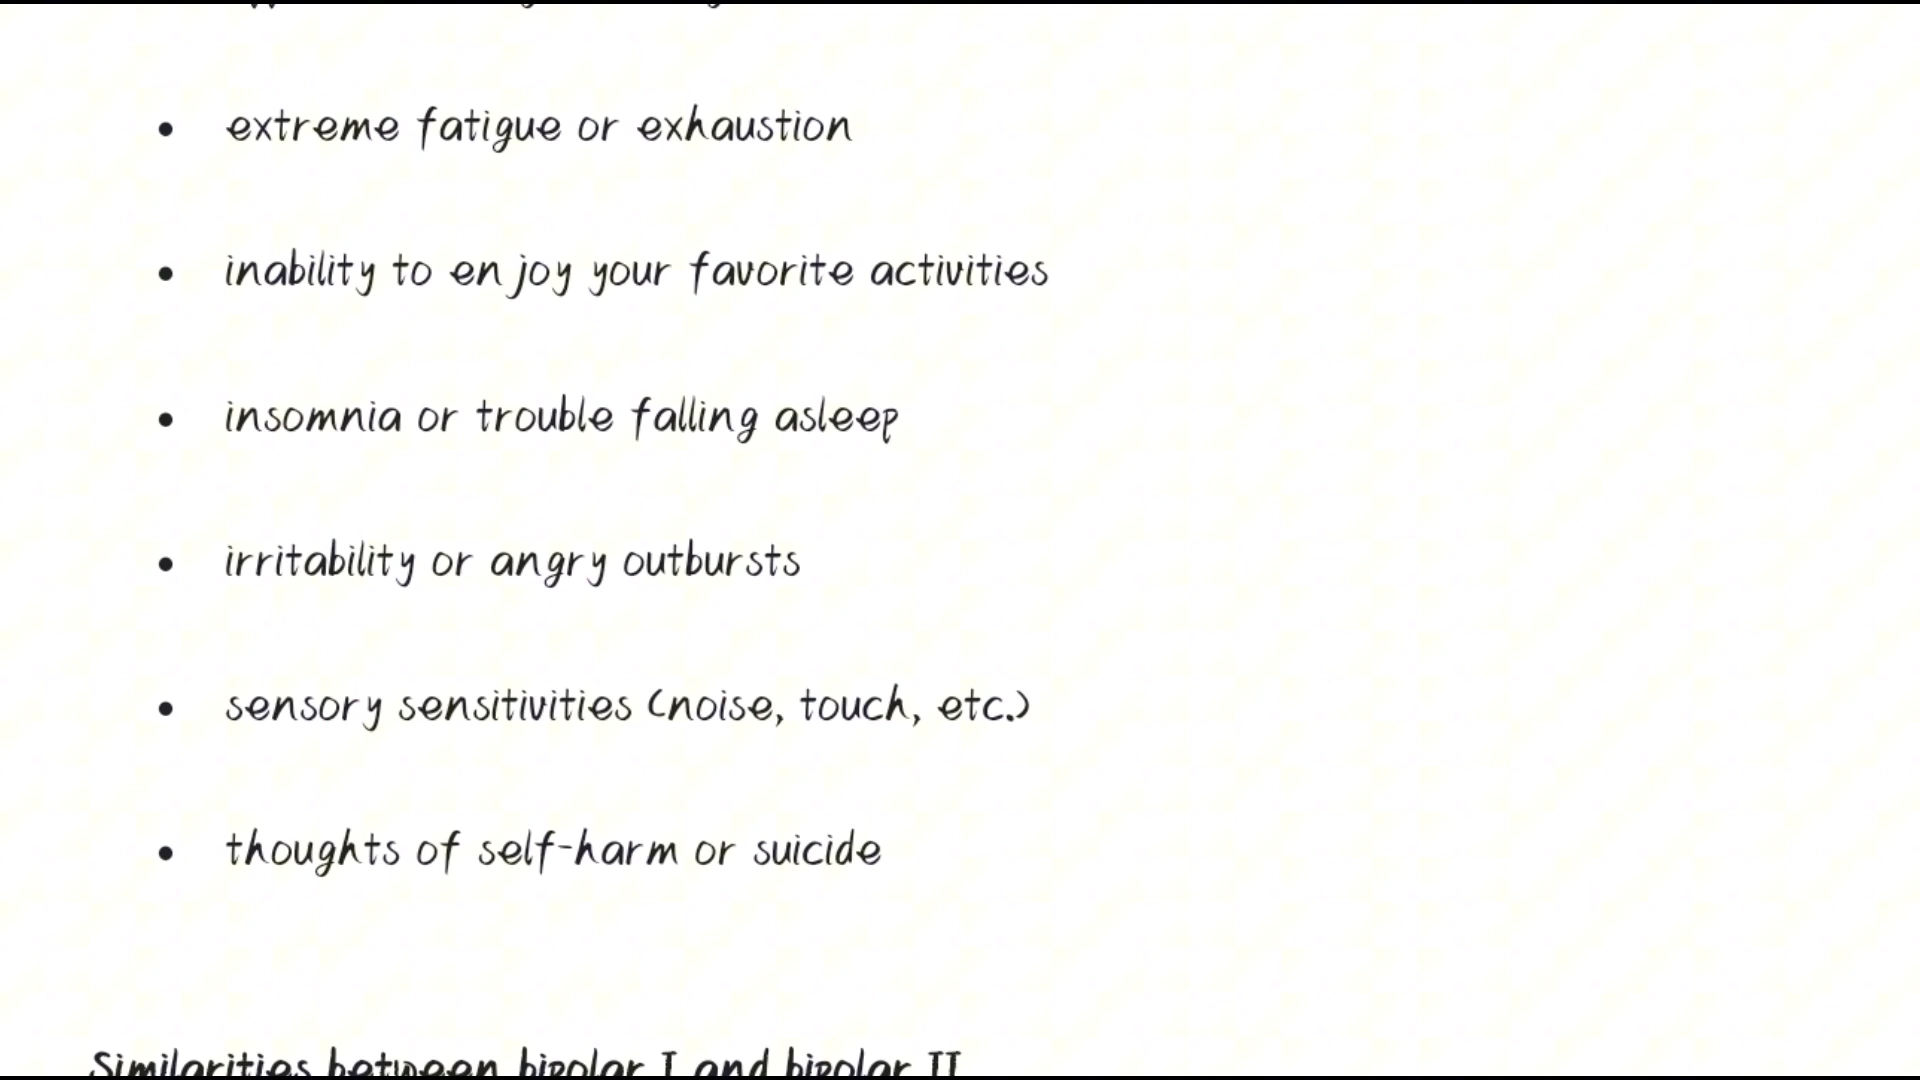 • extreme fatigue or exhaustion
• inability to enjoy your favorite activities
• insomnia or trouble falling asleep
• irritability or angry outbursts
• sensory sensitivities (noise, touch, etc.)
• thoughts of self-harm or suicide
Similarities between bipolar I and bipolar II